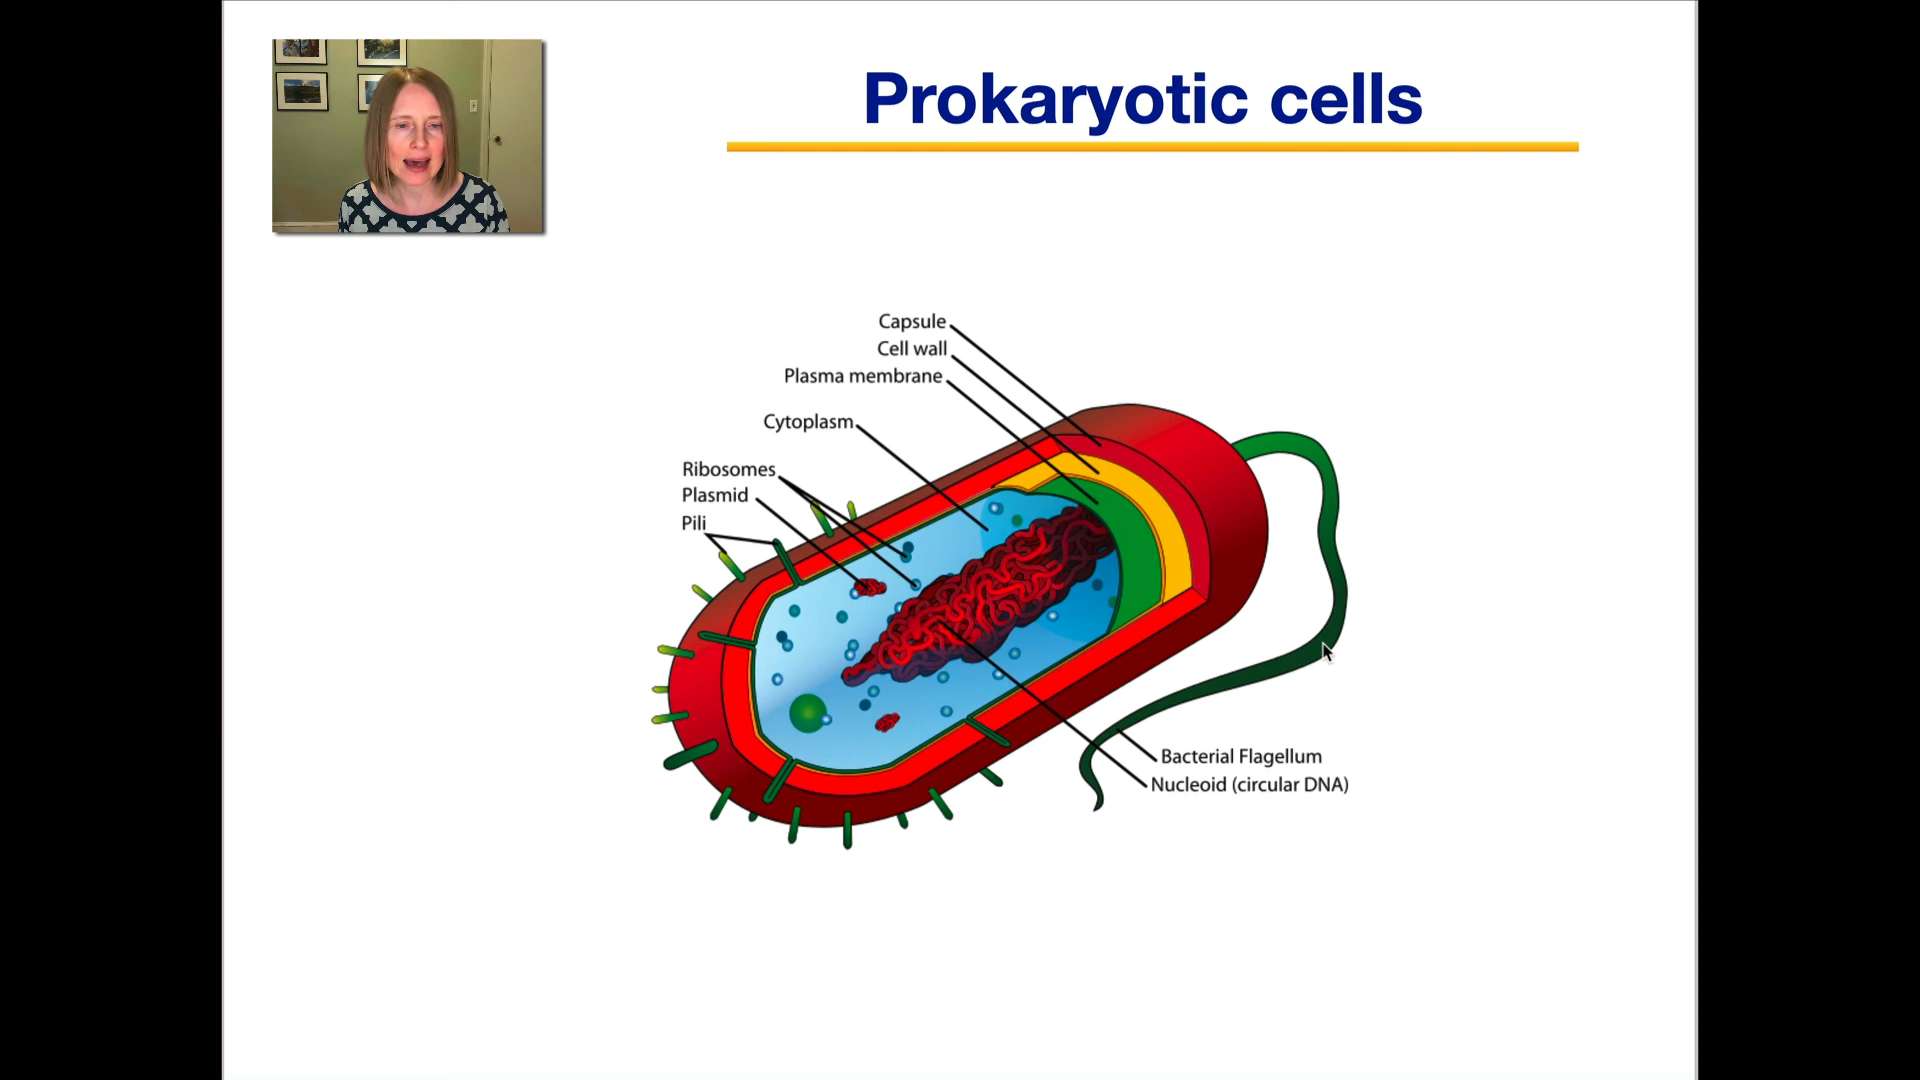 Prokaryotic cells
Capsule
Cell wall
Plasma membrane
Cytoplasm
Ribosomes
Plasmid
Pili
Bacterial Flagellum
Nucleoid (circular DNA)